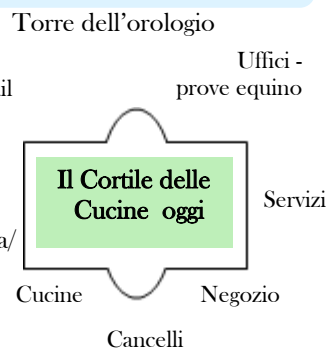 Torre dell'orologio
Uffici -
prove equino
Il Cortile delle
Cucine oggi
Servizi
Cucine
Negozio
Cancelli